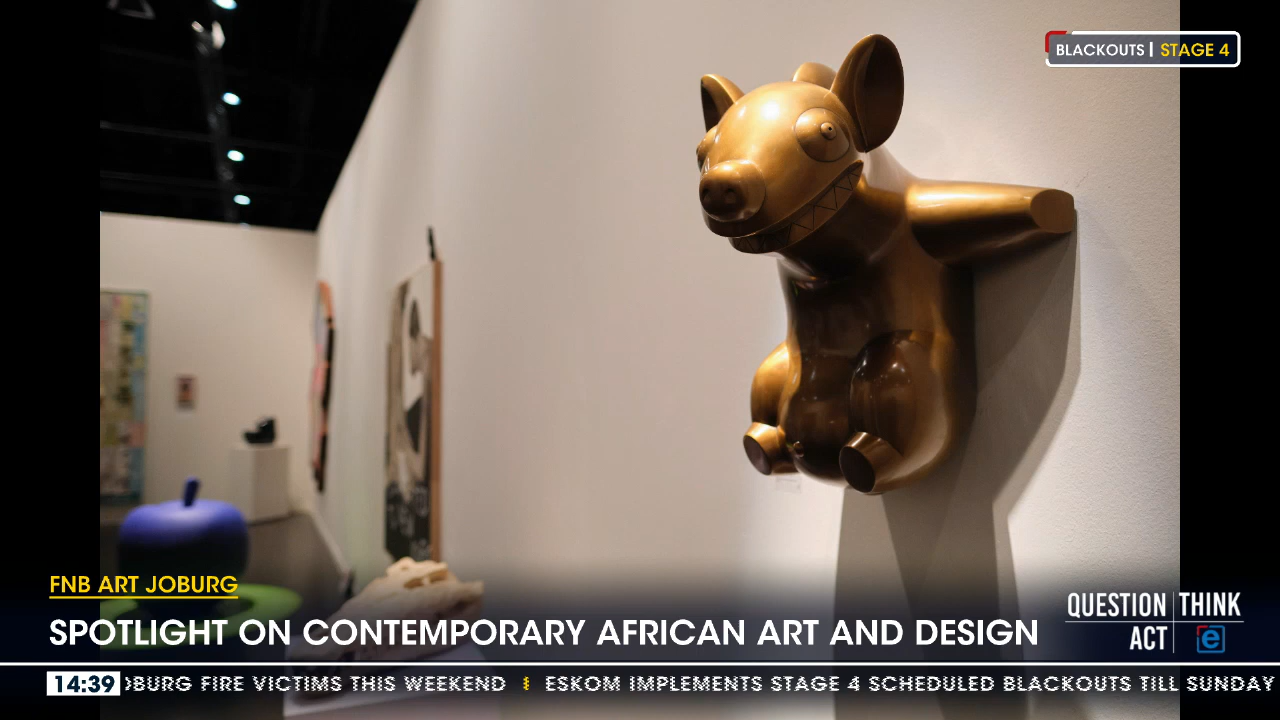 BLACKOUTS | STAGE 4
FNB ART JOBURG
SPOTLIGHT ON CONTEMPORARY AFRICAN ART AND DESIGN
QUESTION THINK
ACT e
14:39 BURG FIRE VICTIMS THIS WEEKEND ESKOM IMPLEMENTS STAGE 4 SCHEDULED BLACKOUTS TILL SUNDAY